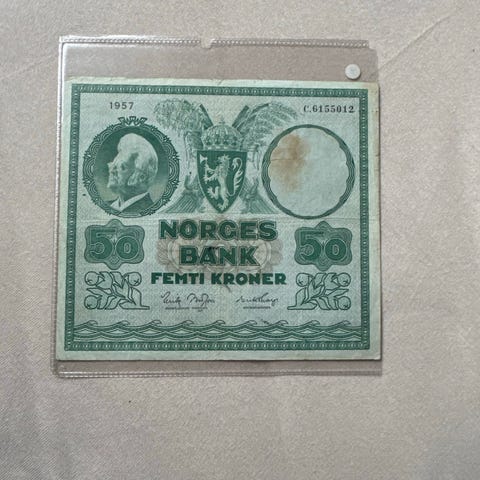 1957 C.6155012
50 NORGES 50
BANK
FEMTI KRONER